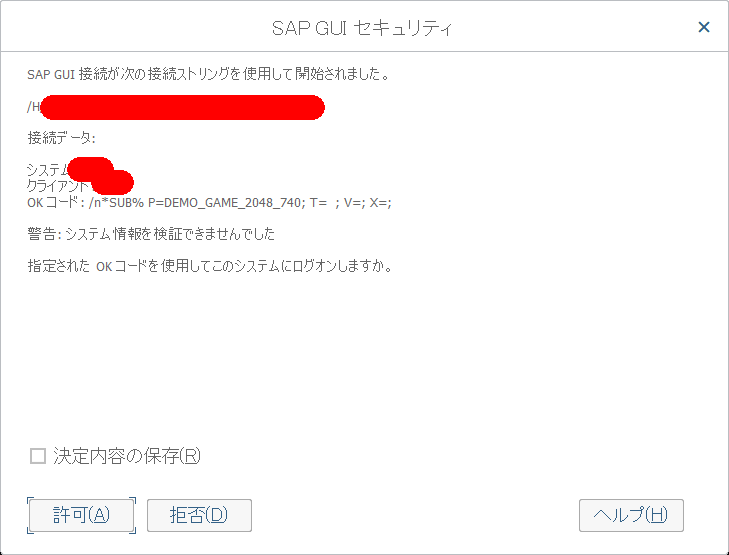 SAP GUI セキュリティ
SAP GUI 接続が次の接続ストリングを使用して開始されました。
/H
接続データ:
システム
クライアント
OK コード : /n*SUB% P=DEMO_GAME_2048_740; T= ; V=; X=;
警告: システム情報を検証できませんでした
指定された OK コードを使用してこのシステムにログオンしますか。
決定内容の保存(R)
許可(A)
拒否(D)
ヘルプ(H)